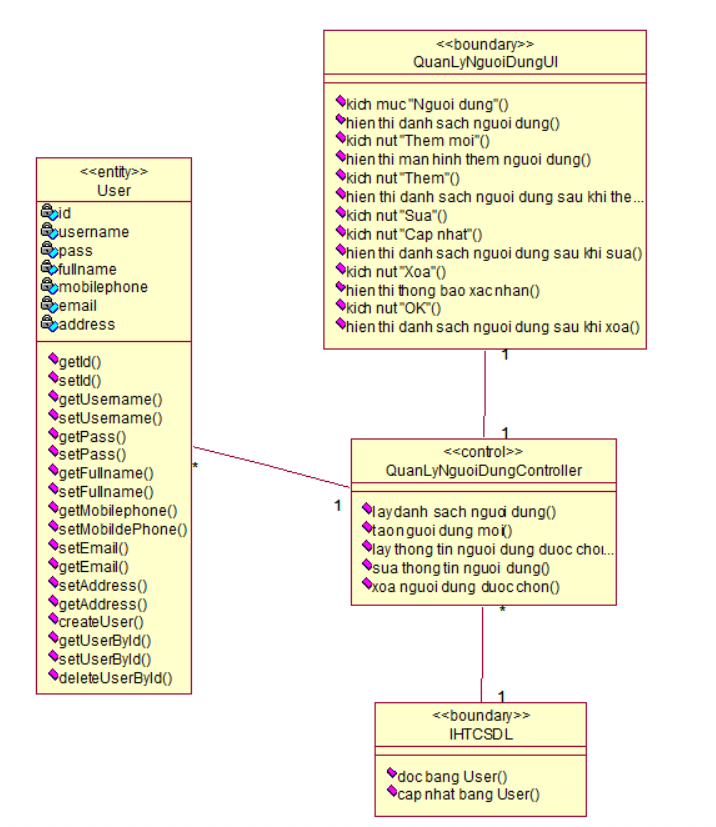 <<boundary>>
QuanLyNguoiDungUI
kich muc "Nguoi dung"()
hien thi danh sach nguoi dung()
kich nut "Them moi"()
hien thi man hinh them nguoi dung()
kich nut "Them"()
hien thi danh sach nguoi dung sau khi the...
kich nut "Sua"()
kich nut "Cap nhat"()
hien thi danh sach nguoi dung sau khi sua()
kich nut "Xoa"()
hien thi thong bao xac nhan()
kich nut "OK"()
hien thi danh sach nguoi dung sau khi xoa()
1
<<entity>>
User
id
username
pass
fullname
mobilephone
email
address
getId()
setId()
getUsername()
setUsername()
getPass()
setPass()
getFullname()
setFullname()
getMobilephone()
setMobildePhone()
setEmail()
getEmail()
setAddress()
getAddress()
createUser()
getUserById()
setUserById()
deleteUserById()
*
1
1
<<control>>
QuanLyNguoiDungController
lay danh sach nguoi dung()
tao nguoi dung moi()
lay thong tin nguoi dung duoc chon...
sua thong tin nguoi dung()
xoa nguoi dung duoc chon()
*
1
<<boundary>>
IHTCSDL
doc bang User()
cap nhat bang User()